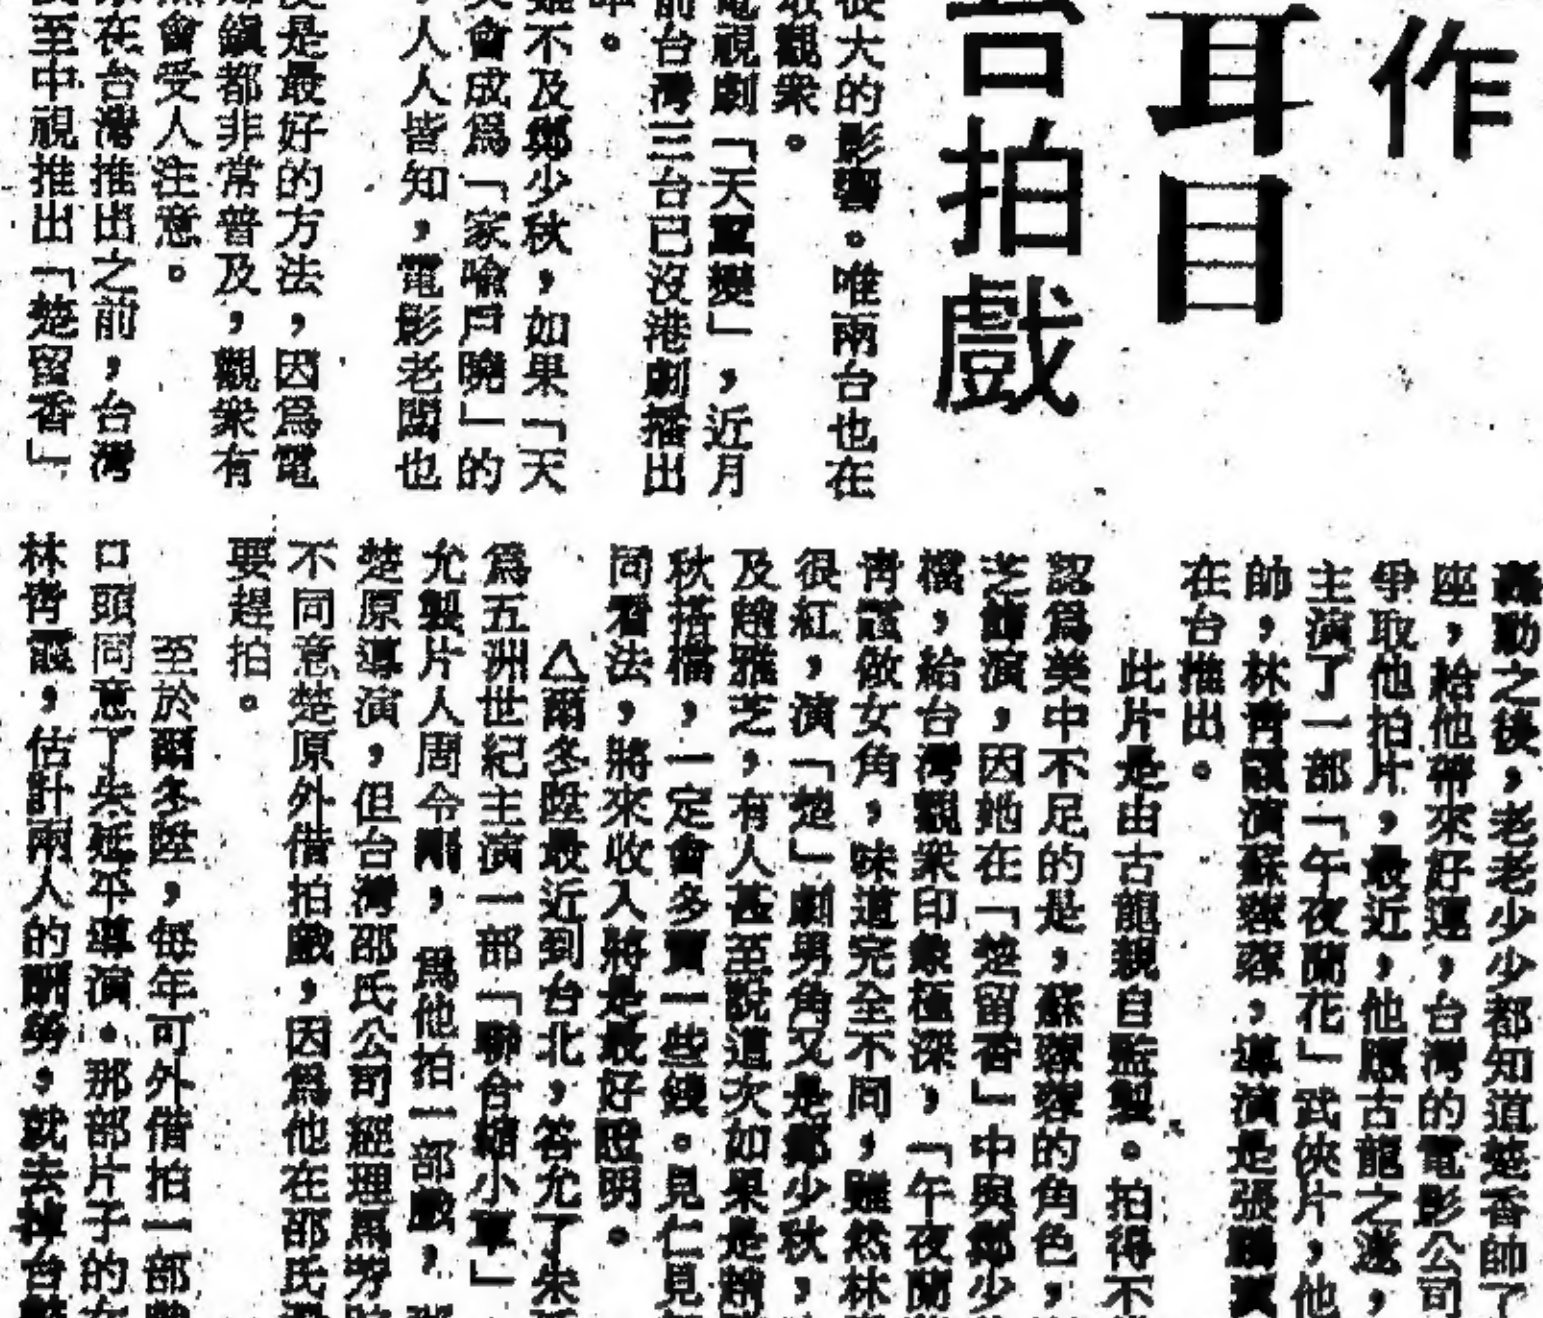 作
耳目
台拍戲
很大的影響。唯兩台也在
取觀衆。
電視劇「天蠶變」，近月
前台灣三台已沒港劇播出
雖不及鄭少秋，如果「天
會成爲「家喩戶曉」的
，人人皆知，電影老闆也
是最好的方法，因爲電
鎭都非常普及，觀衆有
會受人注意。
在台灣推出之前，台灣
至中視推出「楚留香」
轟動之後，老老少少都知道楚香帥了
座，給他帶來好運，台灣的電影公司
爭取他拍片，最近，他應古龍之邀，
主演了一部「午夜蘭花」武俠片，他
帥，林靑霞演蘇蓉蓉，導演是張鵬翼
在台推出。
此片是由古龍親自監製。拍得不
認爲美中不足的是，蘇蓉蓉的角色，
芝飾演，因她在「楚留香」中與鄭少
檔，給台灣觀衆印象極深，「午夜蘭
靑霞做女角，味道完全不同，雖然林
很紅，演「楚」劇男角又是鄭少秋，
及趙雅芝，有人甚至說這次如果是趙
秋搭檔，一定會多賣一些錢。見仁見
同看法，將來收入將是最好證明。
△爾冬陞最近到台北，答允了朱
爲五洲世紀主演一部「聯合縮小軍」
允製片人周令剛，爲他拍一部戲，
楚原導演，但台灣邵氏公司經理馬芳
不同意楚原外借拍戲，因爲他在邵氏
要趕拍。
至於爾冬陞，每年可外借拍一部
口頭同意了朱延平導演。那部片子的
林靑霞，估計兩人的酬勞，就去掉台